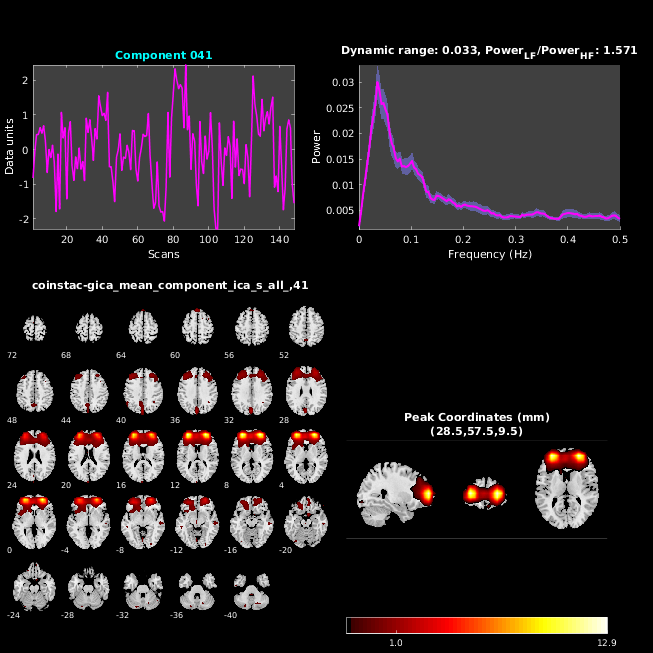 Component 041
Data units
2
1
0
-1
-2
20 40 60 80 100 120 140
Scans
Dynamic range: 0.033, PowerLF/PowerHF: 1.571
Power
0.03
0.025
0.02
0.015
0.01
0.005
0 0.1 0.2 0.3 0.4 0.5
Frequency (Hz)
coinstac-gica_mean_component_ica_s_all_,41
72 68 64 60 56 52
48 44 40 36 32 28
24 20 16 12 8 4
0 -4 -8 -12 -16 -20
-24 -28 -32 -36 -40
Peak Coordinates (mm)
(28.5,57.5,9.5)
1.0 12.9